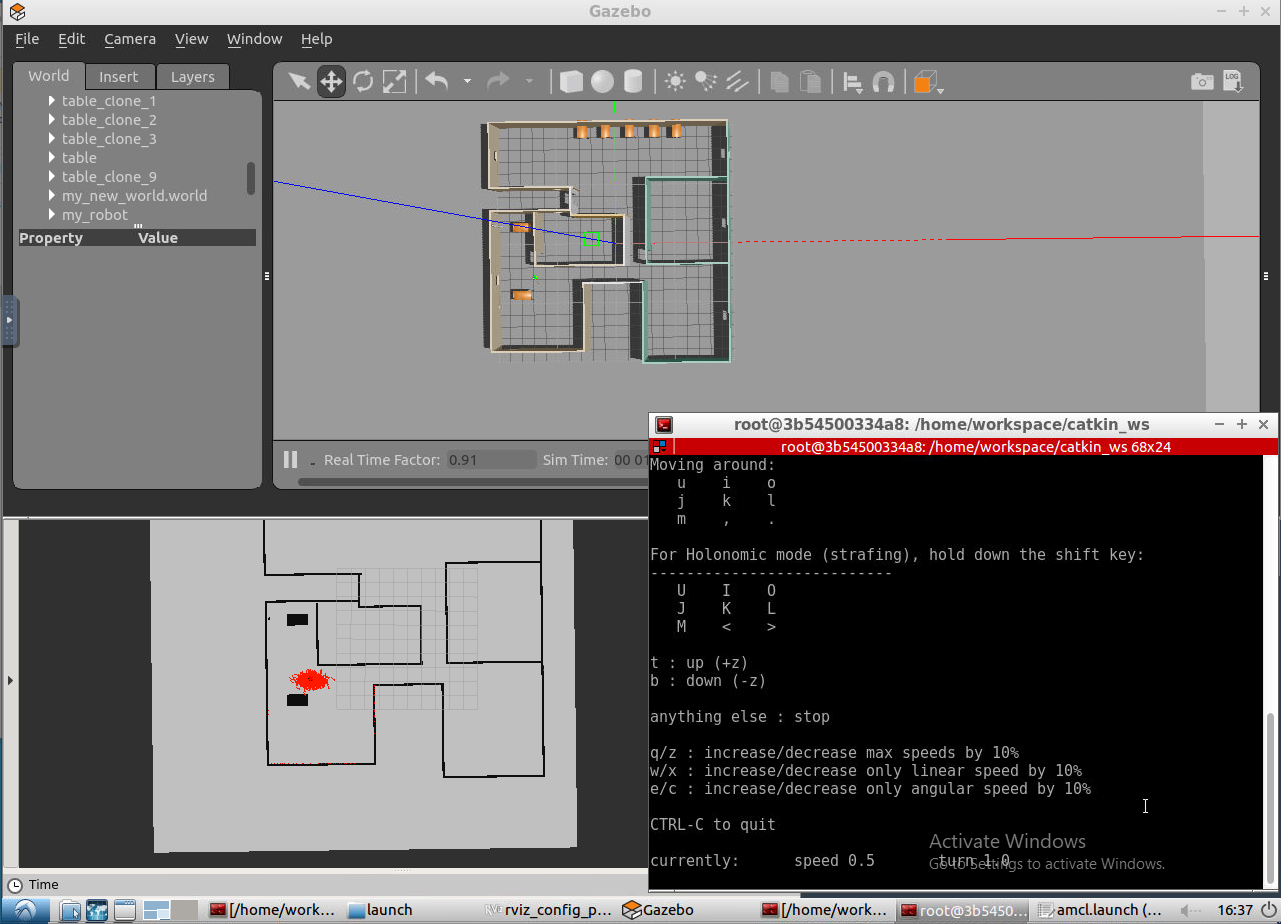 Gazebo
File Edit Camera View Window Help
World Insert Layers
table_clone_1
table_clone_2
table_clone_3
table
table_clone_9
my_new_world.world
my_robot
Property Value
LOG
Real Time Factor: 0.91 Sim Time: 00 0
root@3b54500334a8: /home/workspace/catkin_ws
root@3b54500334a8: /home/workspace/catkin_ws 68x24
Moving around:
u i o
j k l
m , .
For Holonomic mode (strafing), hold down the shift key:
---------------------------
U I O
J K L
M < >
t : up (+z)
b : down (-z)
anything else : stop
q/z : increase/decrease max speeds by 10%
w/x : increase/decrease only linear speed by 10%
e/c : increase/decrease only angular speed by 10%
CTRL-C to quit
currently: speed 0.5 turn 1.0
Activate Windows
Go to Settings to activate Windows.
Time
[/home/work... launch rviz_config_p... Gazebo [/home/work... root@3b5450... amcl.launch (... 16:37